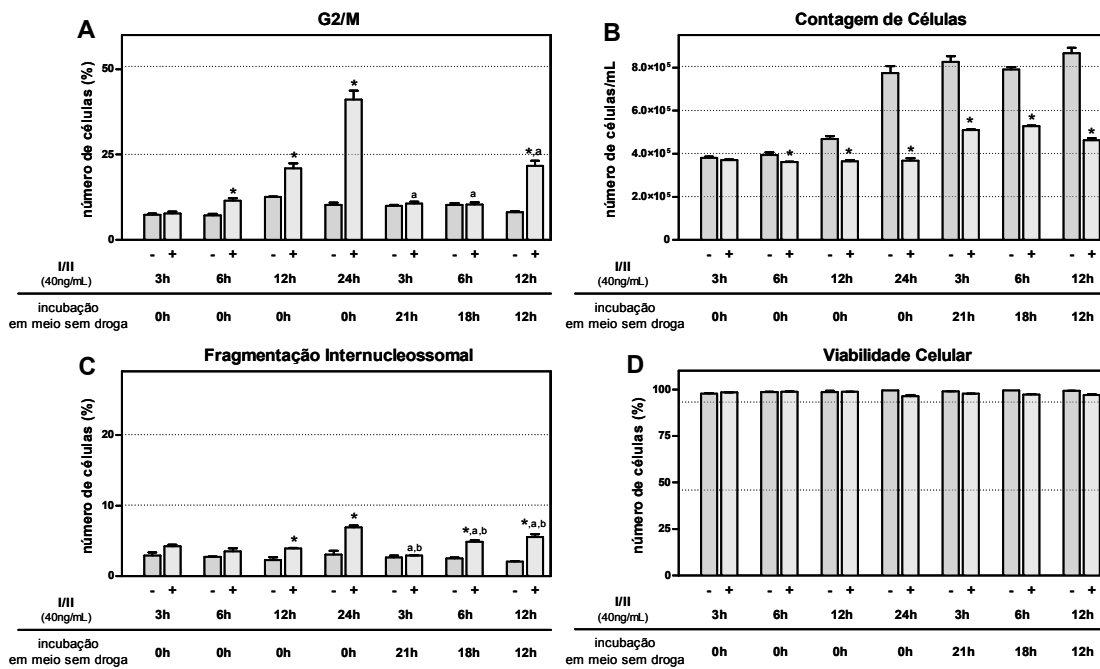 A
G2/M
número de células (%)
50
25
0
* * * a a *,a
- + - + - + - + - + - + - +
I/II
(40ng/mL)
3h 6h 12h 24h 3h 6h 12h
incubação
em meio sem droga
0h 0h 0h 0h 21h 18h 12h
B
Contagem de Células
número de células/mL
8.0×10⁵
6.0×10⁵
4.0×10⁵
2.0×10⁵
0
* * * * * *
- + - + - + - + - + - + - +
I/II
(40ng/mL)
3h 6h 12h 24h 3h 6h 12h
incubação
em meio sem droga
0h 0h 0h 0h 21h 18h 12h
C
Fragmentação Internucleossomal
número de células (%)
20
10
0
* * a,b *,a,b *,a,b
- + - + - + - + - + - + - +
I/II
(40ng/mL)
3h 6h 12h 24h 3h 6h 12h
incubação
em meio sem droga
0h 0h 0h 0h 21h 18h 12h
D
Viabilidade Celular
número de células (%)
100
75
50
25
0
- + - + - + - + - + - + - +
I/II
(40ng/mL)
3h 6h 12h 24h 3h 6h 12h
incubação
em meio sem droga
0h 0h 0h 0h 21h 18h 12h